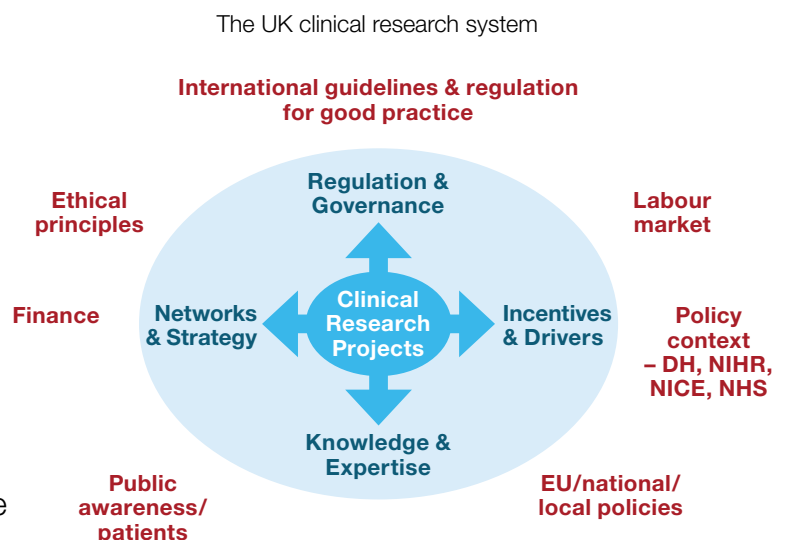 The UK clinical research system
International guidelines & regulation
for good practice
Regulation &
Governance
Ethical
principles
Labour
market
Finance
Networks
& Strategy
Clinical
Research
Projects
Incentives
& Drivers
Policy
context
– DH, NIHR,
NICE, NHS
Knowledge &
Expertise
Public
awareness/
patients
EU/national/
local policies
e